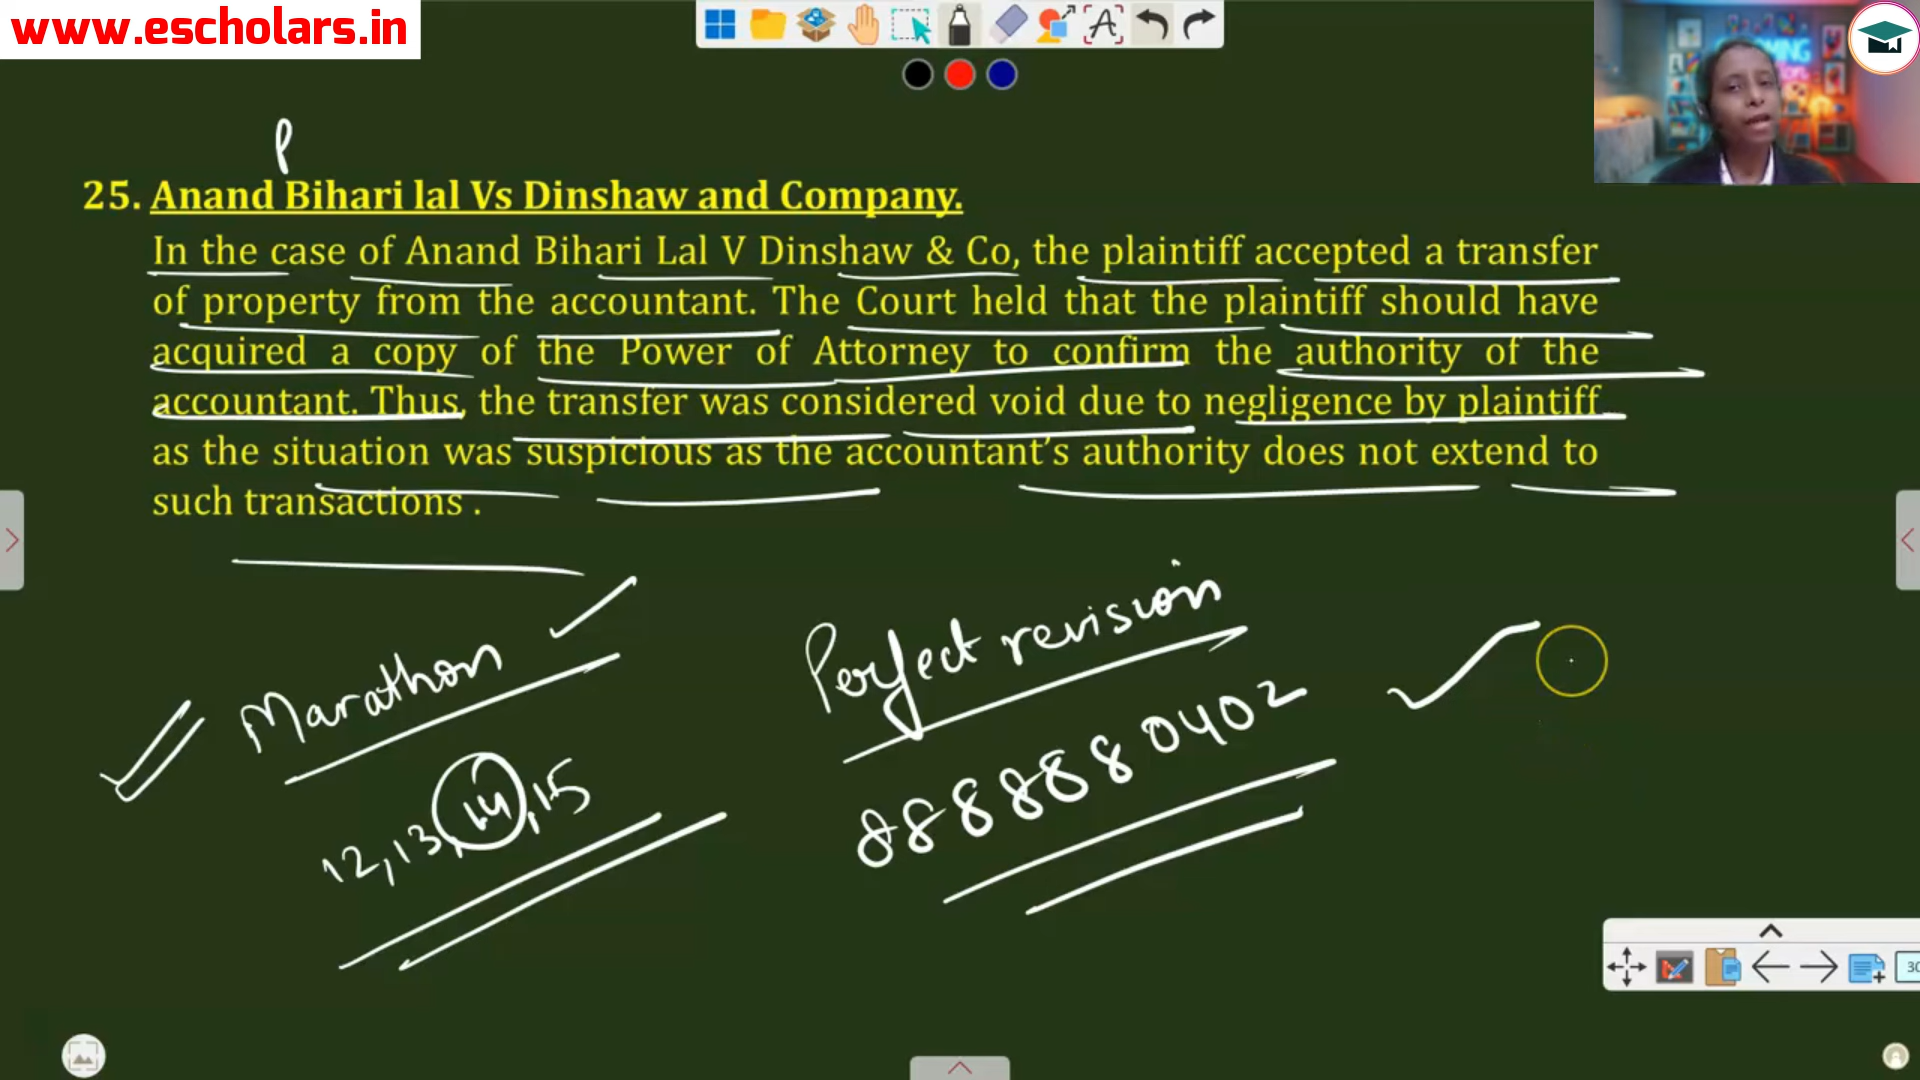 www.escholars.in
P
25. Anand Bihari lal Vs Dinshaw and Company.
In the case of Anand Bihari Lal V Dinshaw & Co, the plaintiff accepted a transfer
of property from the accountant. The Court held that the plaintiff should have
acquired a copy of the Power of Attorney to confirm the authority of the
accountant. Thus, the transfer was considered void due to negligence by plaintiff
as the situation was suspicious as the accountant’s authority does not extend to
such transactions .
Marathon
12,13,14,15
Perfect revision
8888880402
30